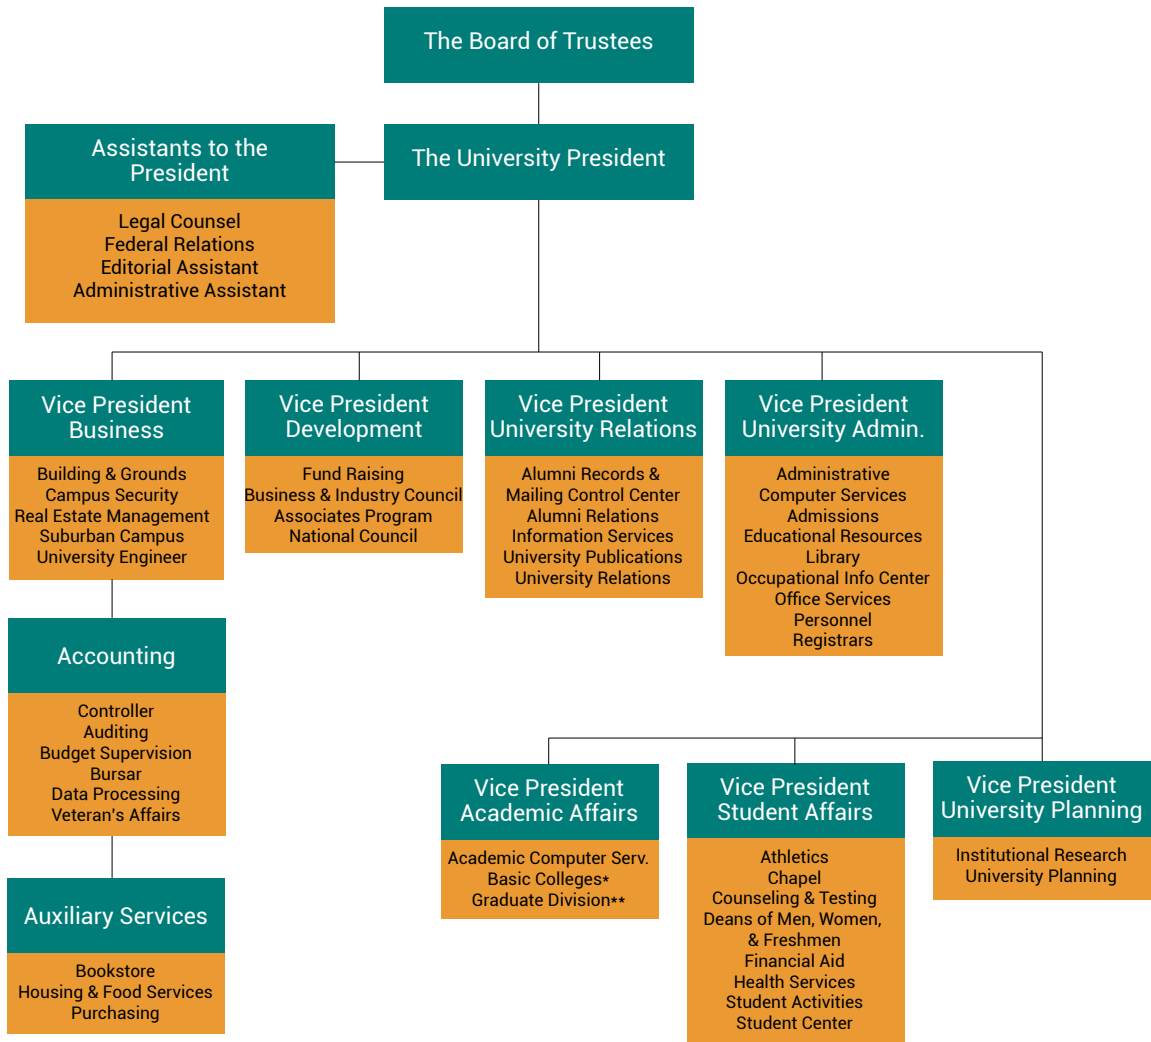 The Board of Trustees
Assistants to the
President
The University President
Legal Counsel
Federal Relations
Editorial Assistant
Administrative Assistant
Vice President
Business
Building & Grounds
Campus Security
Real Estate Management
Suburban Campus
University Engineer
Vice President
Development
Fund Raising
Business & Industry Council
Associates Program
National Council
Vice President
University Relations
Alumni Records &
Mailing Control Center
Alumni Relations
Information Services
University Publications
University Relations
Vice President
University Admin.
Administrative
Computer Services
Admissions
Educational Resources
Library
Occupational Info Center
Office Services
Personnel
Registrars
Accounting
Controller
Auditing
Budget Supervision
Bursar
Data Processing
Veteran's Affairs
Auxiliary Services
Bookstore
Housing & Food Services
Purchasing
Vice President
Academic Affairs
Academic Computer Serv.
Basic Colleges*
Graduate Division**
Vice President
Student Affairs
Athletics
Chapel
Counseling & Testing
Deans of Men, Women,
& Freshmen
Financial Aid
Health Services
Student Activities
Student Center
Vice President
University Planning
Institutional Research
University Planning